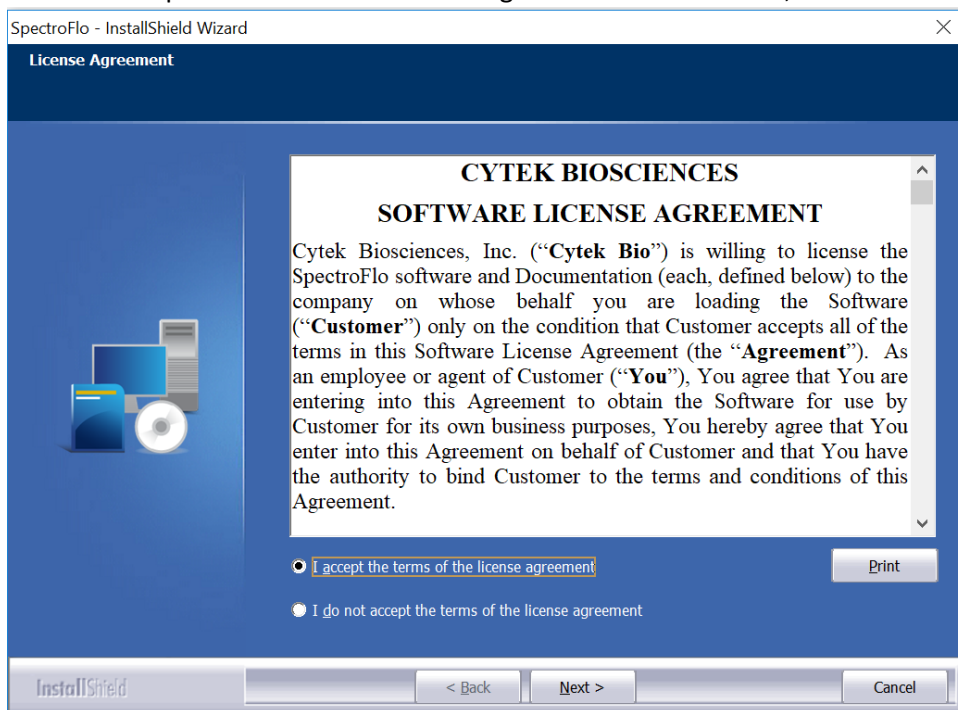 SpectroFlo - InstallShield Wizard
License Agreement
CYTEK BIOSCIENCES
SOFTWARE LICENSE AGREEMENT
Cytek Biosciences, Inc. (“Cytek Bio”) is willing to license the
SpectroFlo software and Documentation (each, defined below) to the
company on whose behalf you are loading the Software
(“Customer”) only on the condition that Customer accepts all of the
terms in this Software License Agreement (the “Agreement”). As
an employee or agent of Customer (“You”), You agree that You are
entering into this Agreement to obtain the Software for use by
Customer for its own business purposes, You hereby agree that You
enter into this Agreement on behalf of Customer and that You have
the authority to bind Customer to the terms and conditions of this
Agreement.
I accept the terms of the license agreement
Print
I do not accept the terms of the license agreement
InstallShield
< Back Next > Cancel